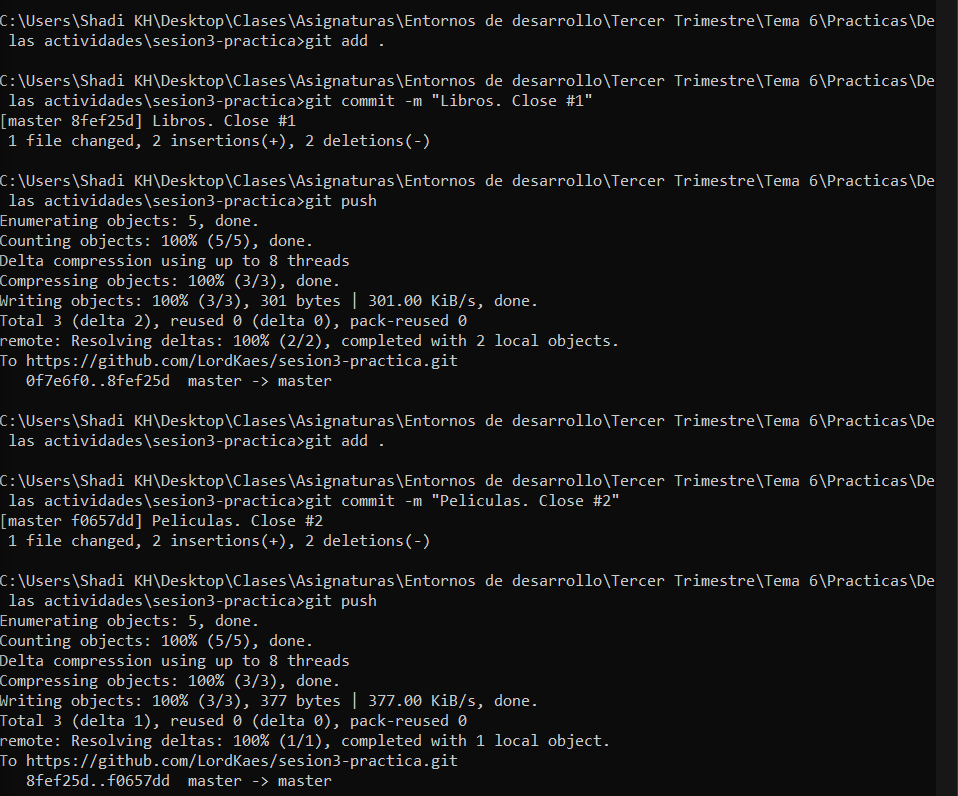 C:\Users\Shadi KH\Desktop\Clases\Asignaturas\Entornos de desarrollo\Tercer Trimestre\Tema 6\Practicas\De
 las actividades\sesion3-practica>git add .

C:\Users\Shadi KH\Desktop\Clases\Asignaturas\Entornos de desarrollo\Tercer Trimestre\Tema 6\Practicas\De
 las actividades\sesion3-practica>git commit -m "Libros. Close #1"
[master 8fef25d] Libros. Close #1
 1 file changed, 2 insertions(+), 2 deletions(-)

C:\Users\Shadi KH\Desktop\Clases\Asignaturas\Entornos de desarrollo\Tercer Trimestre\Tema 6\Practicas\De
 las actividades\sesion3-practica>git push
Enumerating objects: 5, done.
Counting objects: 100% (5/5), done.
Delta compression using up to 8 threads
Compressing objects: 100% (3/3), done.
Writing objects: 100% (3/3), 301 bytes | 301.00 KiB/s, done.
Total 3 (delta 2), reused 0 (delta 0), pack-reused 0
remote: Resolving deltas: 100% (2/2), completed with 2 local objects.
To https://github.com/LordKaes/sesion3-practica.git
   0f7e6f0..8fef25d  master -> master

C:\Users\Shadi KH\Desktop\Clases\Asignaturas\Entornos de desarrollo\Tercer Trimestre\Tema 6\Practicas\De
 las actividades\sesion3-practica>git add .

C:\Users\Shadi KH\Desktop\Clases\Asignaturas\Entornos de desarrollo\Tercer Trimestre\Tema 6\Practicas\De
 las actividades\sesion3-practica>git commit -m "Peliculas. Close #2"
[master f0657dd] Peliculas. Close #2
 1 file changed, 2 insertions(+), 2 deletions(-)

C:\Users\Shadi KH\Desktop\Clases\Asignaturas\Entornos de desarrollo\Tercer Trimestre\Tema 6\Practicas\De
 las actividades\sesion3-practica>git push
Enumerating objects: 5, done.
Counting objects: 100% (5/5), done.
Delta compression using up to 8 threads
Compressing objects: 100% (3/3), done.
Writing objects: 100% (3/3), 377 bytes | 377.00 KiB/s, done.
Total 3 (delta 1), reused 0 (delta 0), pack-reused 0
remote: Resolving deltas: 100% (1/1), completed with 1 local object.
To https://github.com/LordKaes/sesion3-practica.git
   8fef25d..f0657dd  master -> master